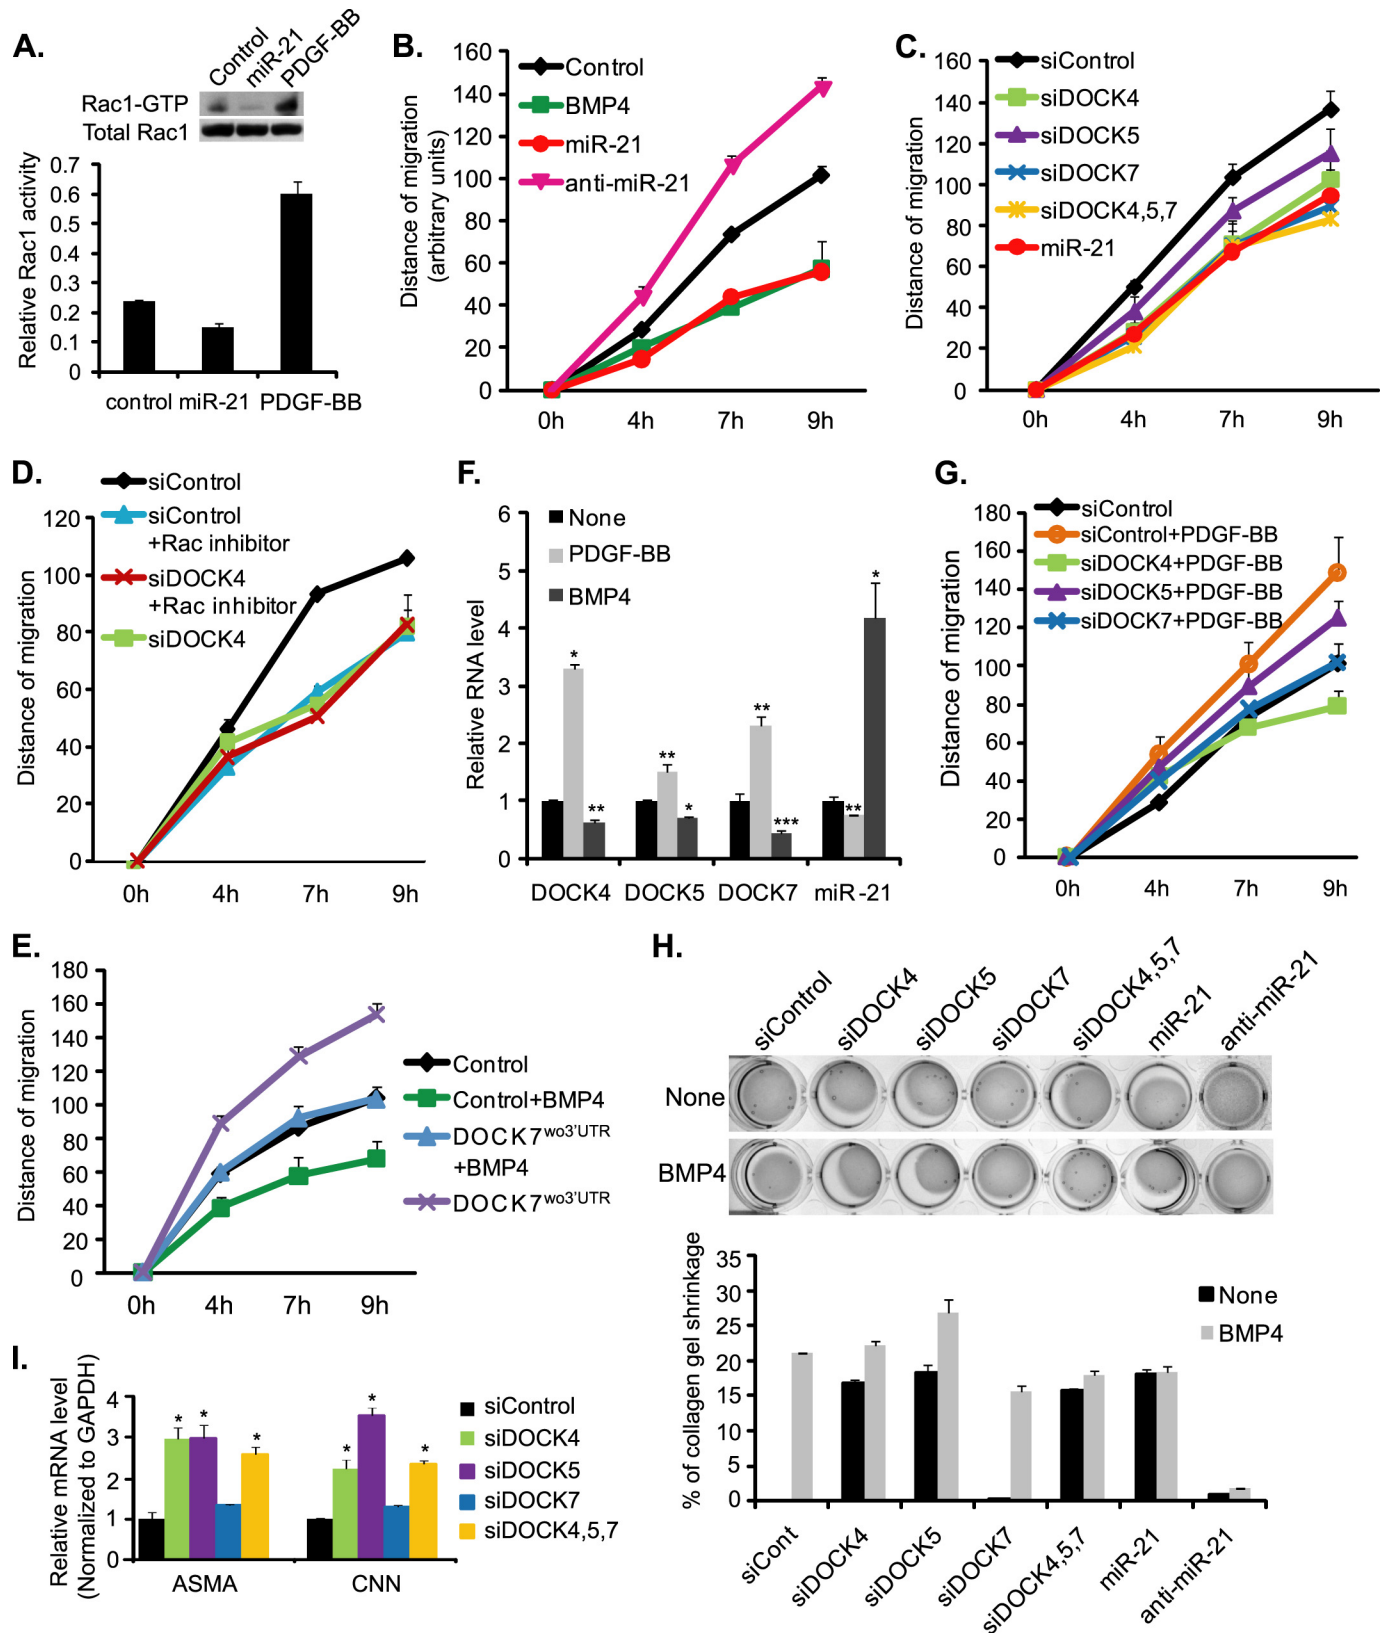 A.
Control
miR-21
PDGF-BB
Rac1-GTP
Total Rac1
Relative Rac1 activity
0.7
0.6
0.5
0.4
0.3
0.2
0.1
0
control miR-21 PDGF-BB
B.
Distance of migration
(arbitrary units)
160
140
120
100
80
60
40
20
0
Control
BMP4
miR-21
anti-miR-21
0h 4h 7h 9h
C.
Distance of migration
160
140
120
100
80
60
40
20
0
siControl
siDOCK4
siDOCK5
siDOCK7
siDOCK4,5,7
miR-21
0h 4h 7h 9h
D.
siControl
siControl
+Rac inhibitor
siDOCK4
+Rac inhibitor
siDOCK4
Distance of migration
120
100
80
60
40
20
0
0h 4h 7h 9h
F.
Relative RNA level
6
5
4
3
2
1
0
None
PDGF-BB
BMP4
* ** ** * ** *** ** *
DOCK4 DOCK5 DOCK7 miR-21
G.
Distance of migration
180
160
140
120
100
80
60
40
20
0
siControl
siControl+PDGF-BB
siDOCK4+PDGF-BB
siDOCK5+PDGF-BB
siDOCK7+PDGF-BB
0h 4h 7h 9h
E.
Distance of migration
180
160
140
120
100
80
60
40
20
0
Control
Control+BMP4
DOCK7wo3'UTR
+BMP4
DOCK7wo3'UTR
0h 4h 7h 9h
H.
siControl
siDOCK4
siDOCK5
siDOCK7
siDOCK4,5,7
miR-21
anti-miR-21
None
BMP4
% of collagen gel shrinkage
35
30
25
20
15
10
5
0
None
BMP4
siCont
siDOCK4
siDOCK5
siDOCK7
siDOCK4,5,7
miR-21
anti-miR-21
I.
Relative mRNA level
(Normalized to GAPDH)
4
3
2
1
0
* * * * * *
siControl
siDOCK4
siDOCK5
siDOCK7
siDOCK4,5,7
ASMA CNN